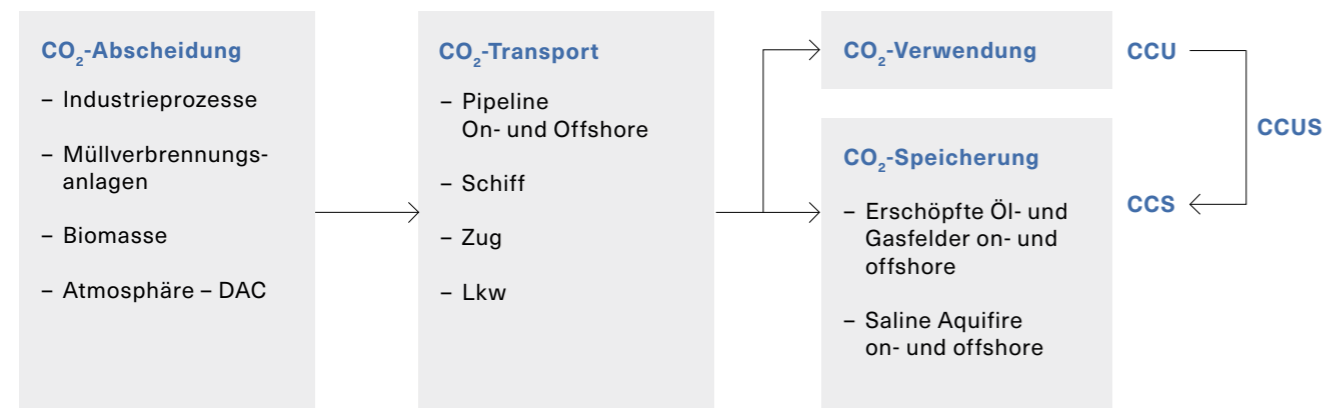 CO₂-Abscheidung
– Industrieprozesse
– Müllverbrennungs-
anlagen
– Biomasse
– Atmosphäre – DAC
CO₂-Transport
– Pipeline
On- und Offshore
– Schiff
– Zug
– Lkw
CO₂-Verwendung
CO₂-Speicherung
– Erschöpfte Öl- und
Gasfelder on- und
offshore
– Saline Aquifire
on- und offshore
CCU
CCUS
CCS